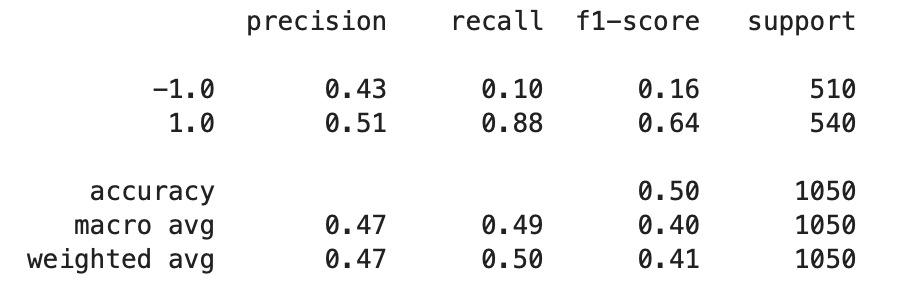 precision recall f1-score support
-1.0 0.43 0.10 0.16 510
1.0 0.51 0.88 0.64 540
accuracy 0.50 1050
macro avg 0.47 0.49 0.40 1050
weighted avg 0.47 0.50 0.41 1050